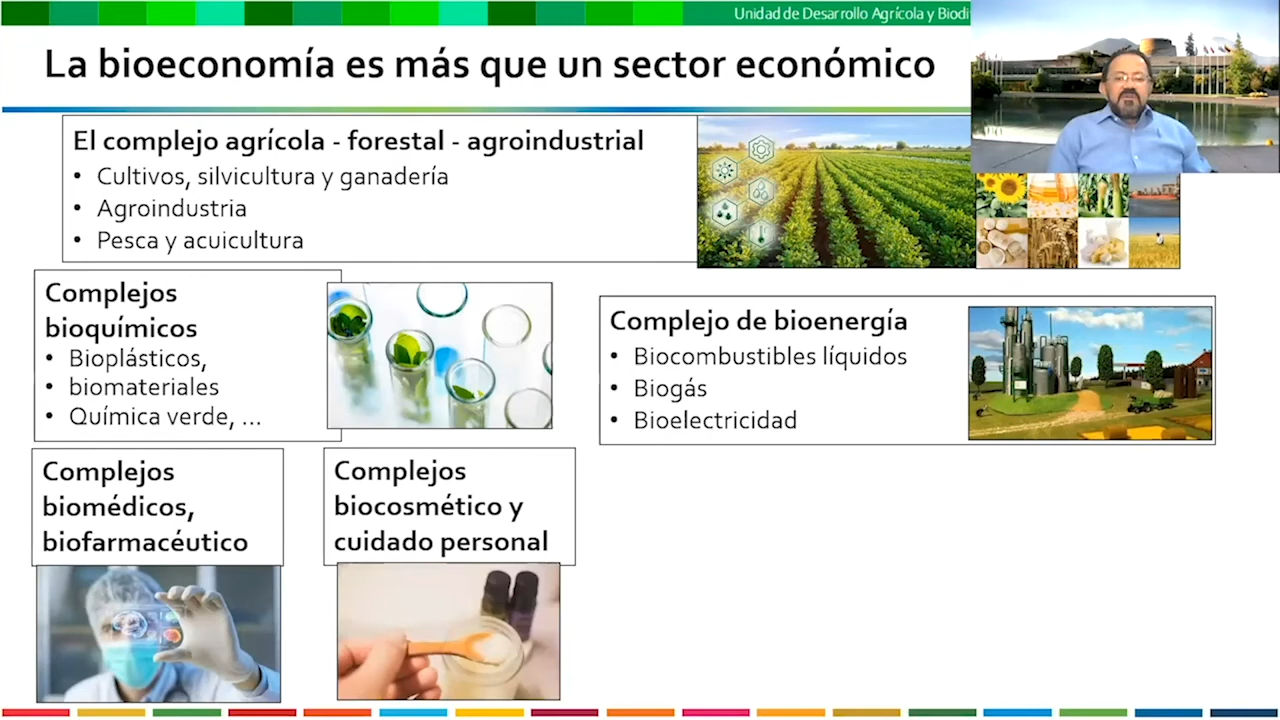 Unidad de Desarrollo Agrícola y
La bioeconomía es más que un sector económico
El complejo agrícola - forestal - agroindustrial
• Cultivos, silvicultura y ganadería
• Agroindustria
• Pesca y acuicultura
Complejos
bioquímicos
• Bioplásticos,
• biomateriales
• Química verde, ...
Complejo de bioenergía
• Biocombustibles líquidos
• Biogás
• Bioelectricidad
Complejos
biomédicos,
biofarmacéutico
Complejos
biocosmético y
cuidado personal